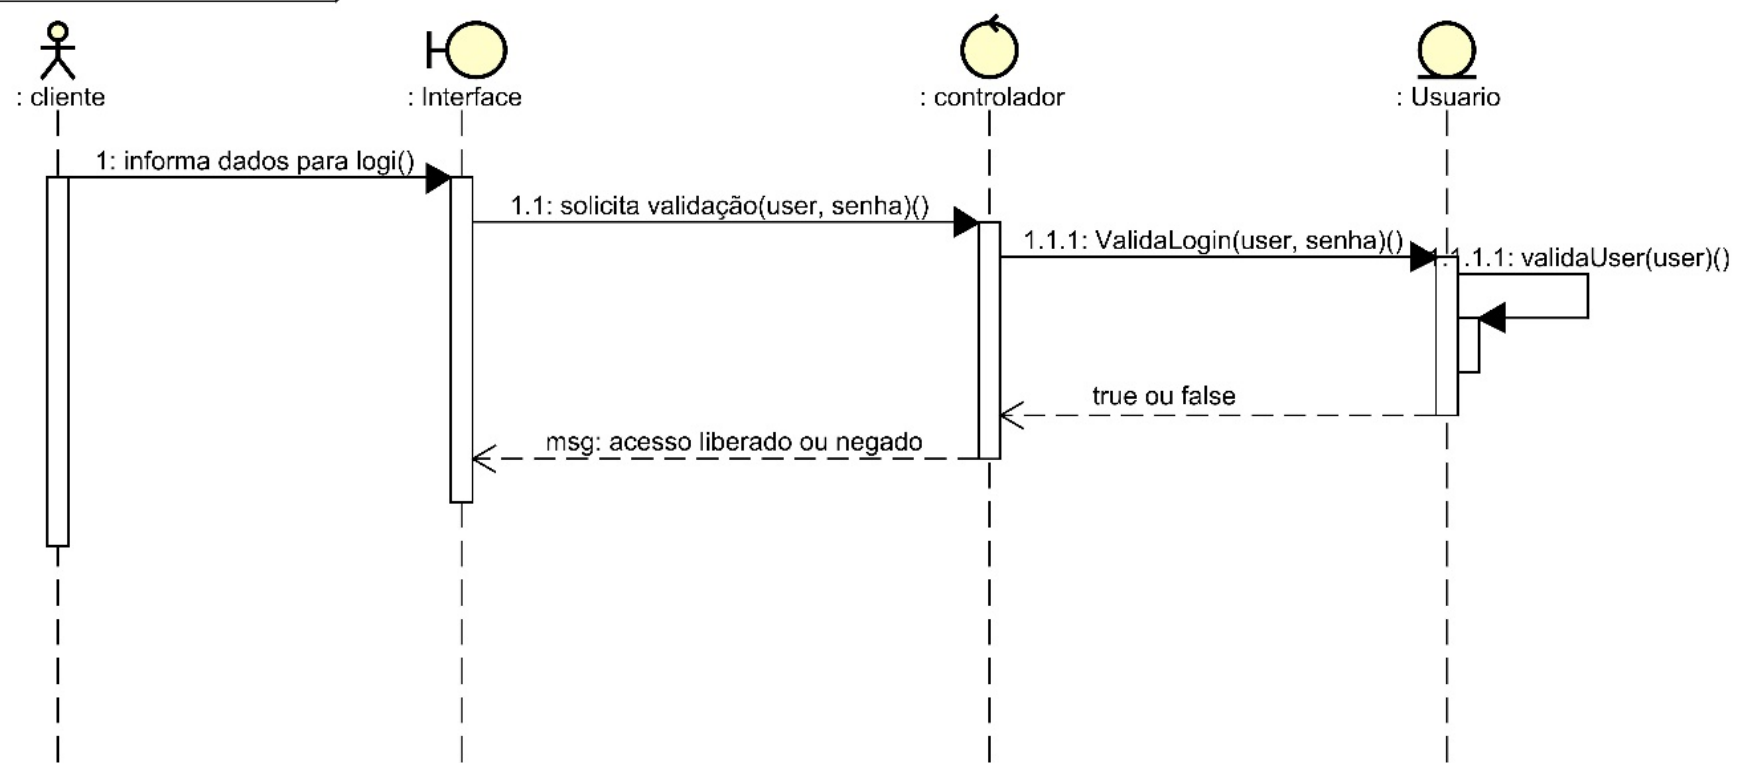 : cliente
: Interface
: controlador
: Usuario
1: informa dados para logi()
1.1: solicita validação(user, senha)()
1.1.1: ValidaLogin(user, senha)()
1.1.1.1: validaUser(user)()
true ou false
msg: acesso liberado ou negado